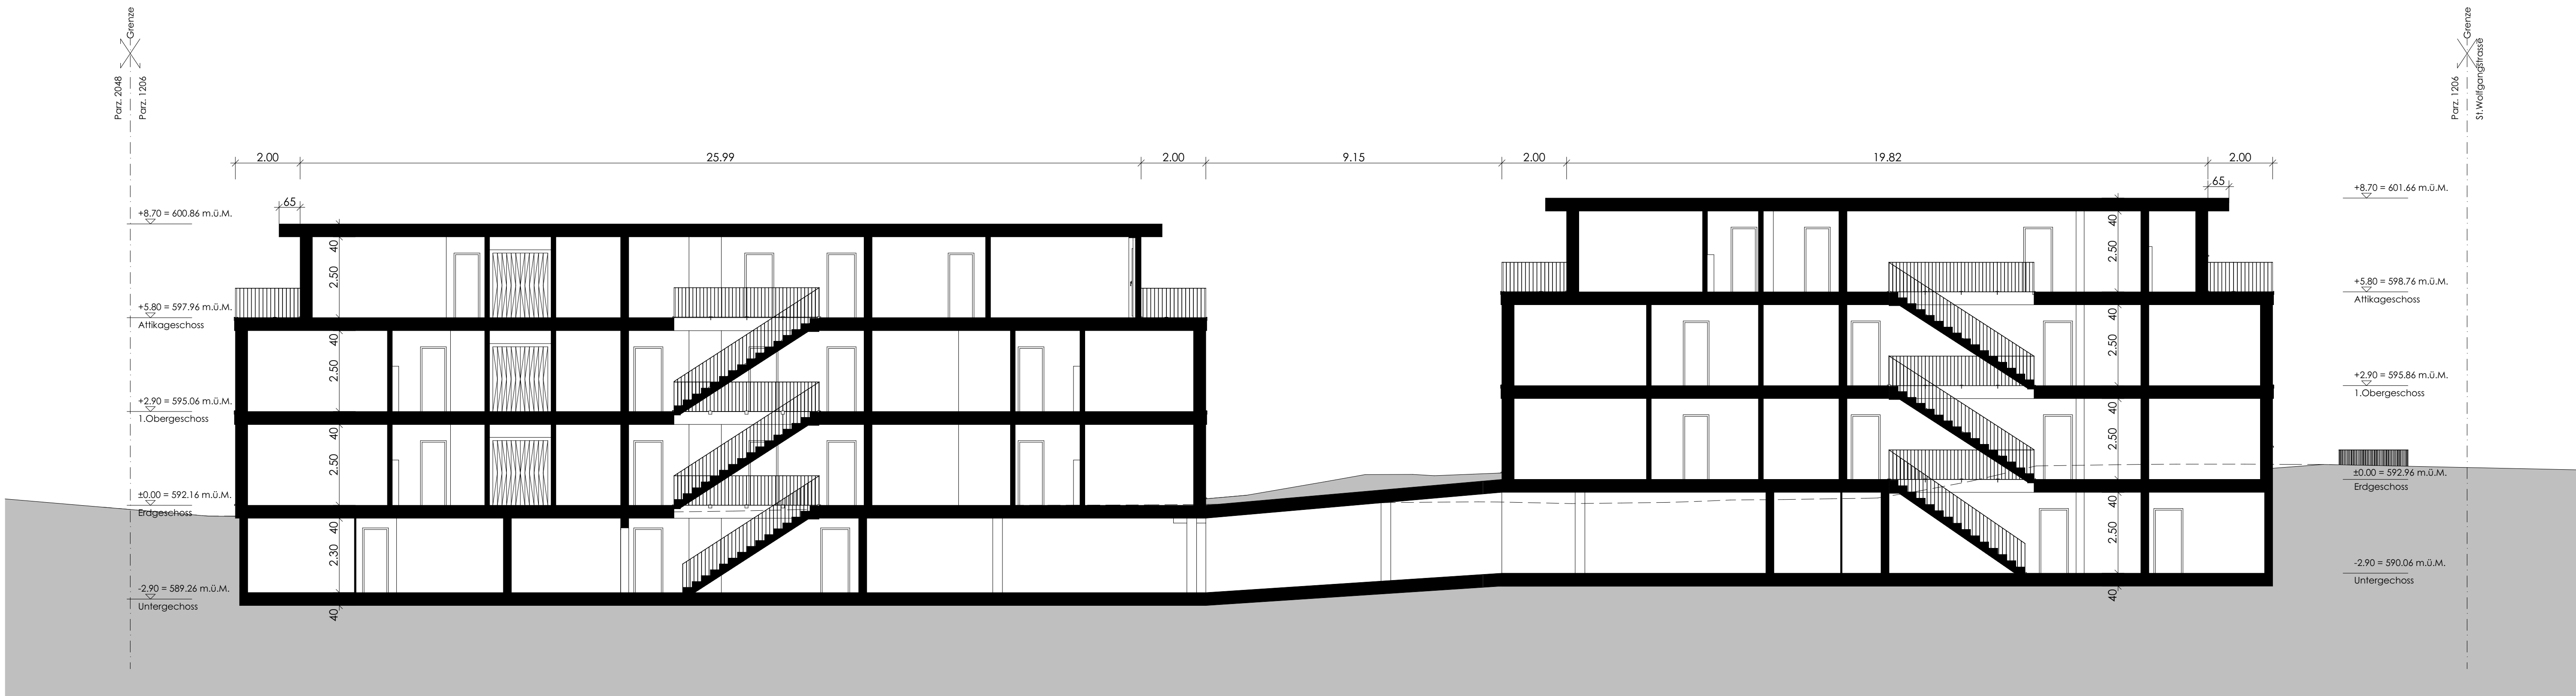 Grenze
Parz. 2048
Parz. 1206
Grenze
Parz. 1206
St.Wolfgangstrasse
2.00
25.99
2.00
9.15
2.00
19.82
2.00
65
65
+8.70 = 600.86 m.ü.M.
+5.80 = 597.96 m.ü.M.
Attikageschoss
+2.90 = 595.06 m.ü.M.
1.Obergeschoss
±0.00 = 592.16 m.ü.M.
Erdgeschoss
-2.90 = 589.26 m.ü.M.
Untergechoss
40
2.50
40
2.50
40
2.50
40
2.30
40
40
2.50
40
2.50
40
2.50
40
2.50
40
+8.70 = 601.66 m.ü.M.
+5.80 = 598.76 m.ü.M.
Attikageschoss
+2.90 = 595.86 m.ü.M.
1.Obergeschoss
±0.00 = 592.96 m.ü.M.
Erdgeschoss
-2.90 = 590.06 m.ü.M.
Untergeschoss